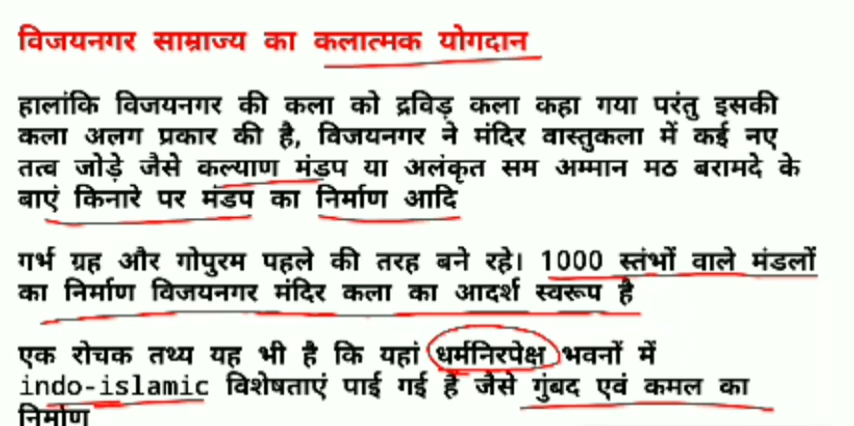 विजयनगर साम्राज्य का कलात्मक योगदान
हालांकि विजयनगर की कला को द्रविड़ कला कहा गया परंतु इसकी
कला अलग प्रकार की है, विजयनगर ने मंदिर वास्तुकला में कई नए
तत्व जोड़े जैसे कल्याण मंडप या अलंकृत सम अम्मान मठ बरामदे के
बाएं किनारे पर मंडप का निर्माण आदि
गर्भ ग्रह और गोपुरम पहले की तरह बने रहे। 1000 स्तंभों वाले मंडलों
का निर्माण विजयनगर मंदिर कला का आदर्श स्वरूप है
एक रोचक तथ्य यह भी है कि यहां धर्मनिरपेक्ष भवनों में
indo-islamic विशेषताएं पाई गई हैं जैसे गुंबद एवं कमल का
निर्माण